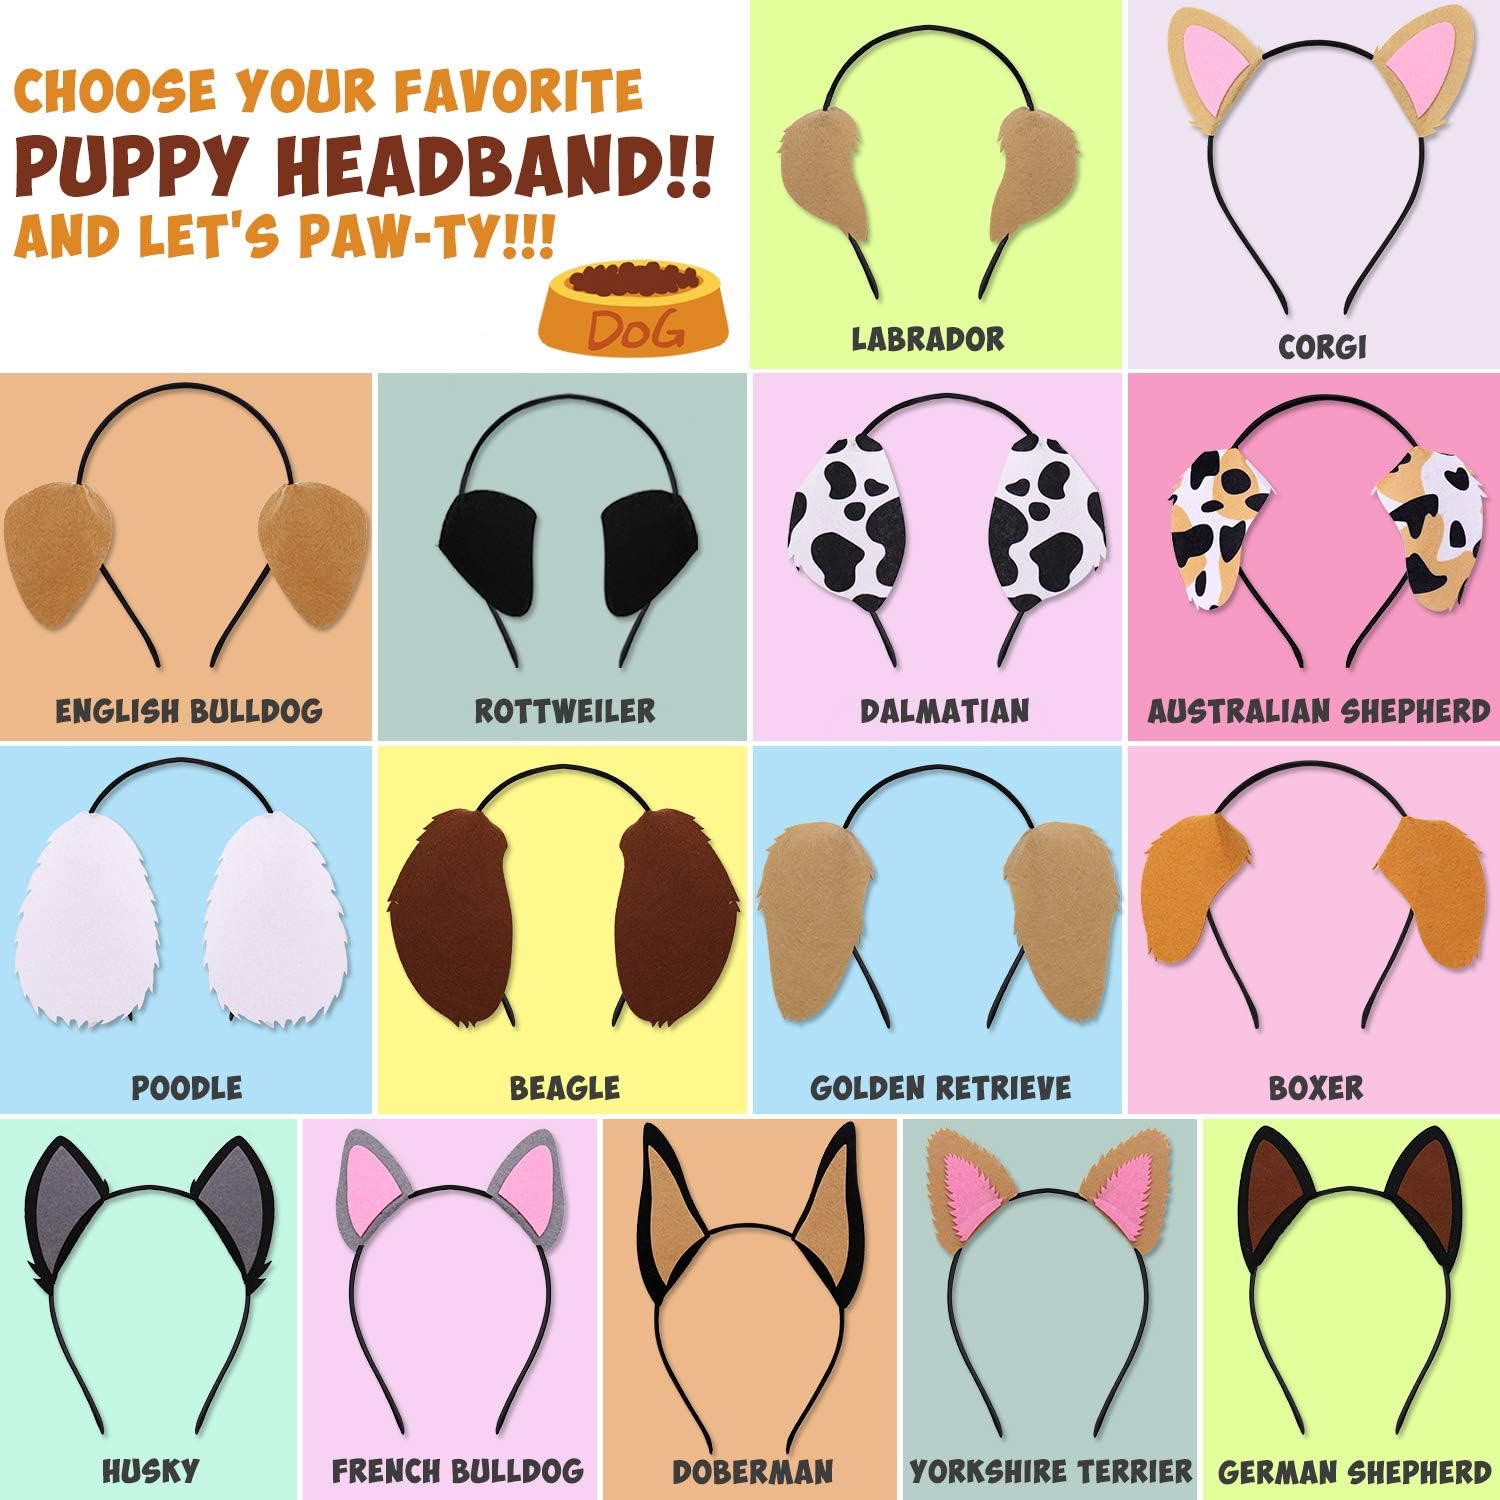 CHOOSE YOUR FAVORITE
PUPPY HEADBAND!!
AND LET'S PAW-TY!!!
DOG
LABRADOR
CORGI
ENGLISH BULLDOG
ROTTWEILER
DALMATIAN
AUSTRALIAN SHEPHERD
POODLE
BEAGLE
GOLDEN RETRIEVE
BOXER
HUSKY
FRENCH BULLDOG
DOBERMAN
YORKSHIRE TERRIER
GERMAN SHEPHERD